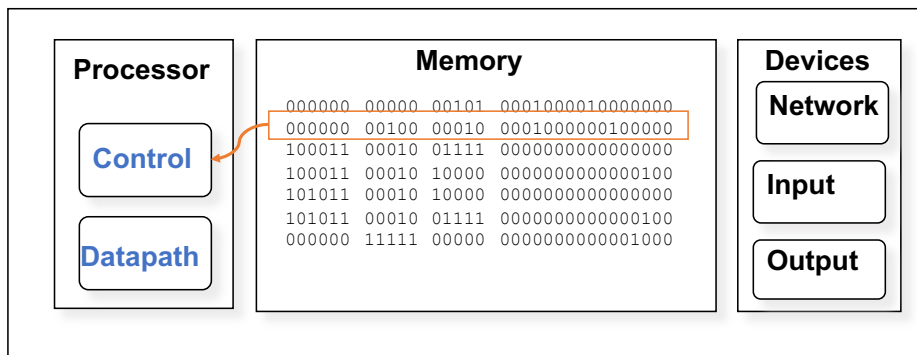 Processor
Control
Datapath
Memory
000000 00000 00101 0001000010000000
000000 00100 00010 0001000000100000
100011 00010 01111 0000000000000000
100011 00010 10000 0000000000000100
101011 00010 10000 0000000000000000
101011 00010 01111 0000000000000100
000000 11111 00000 0000000000001000
Devices
Network
Input
Output